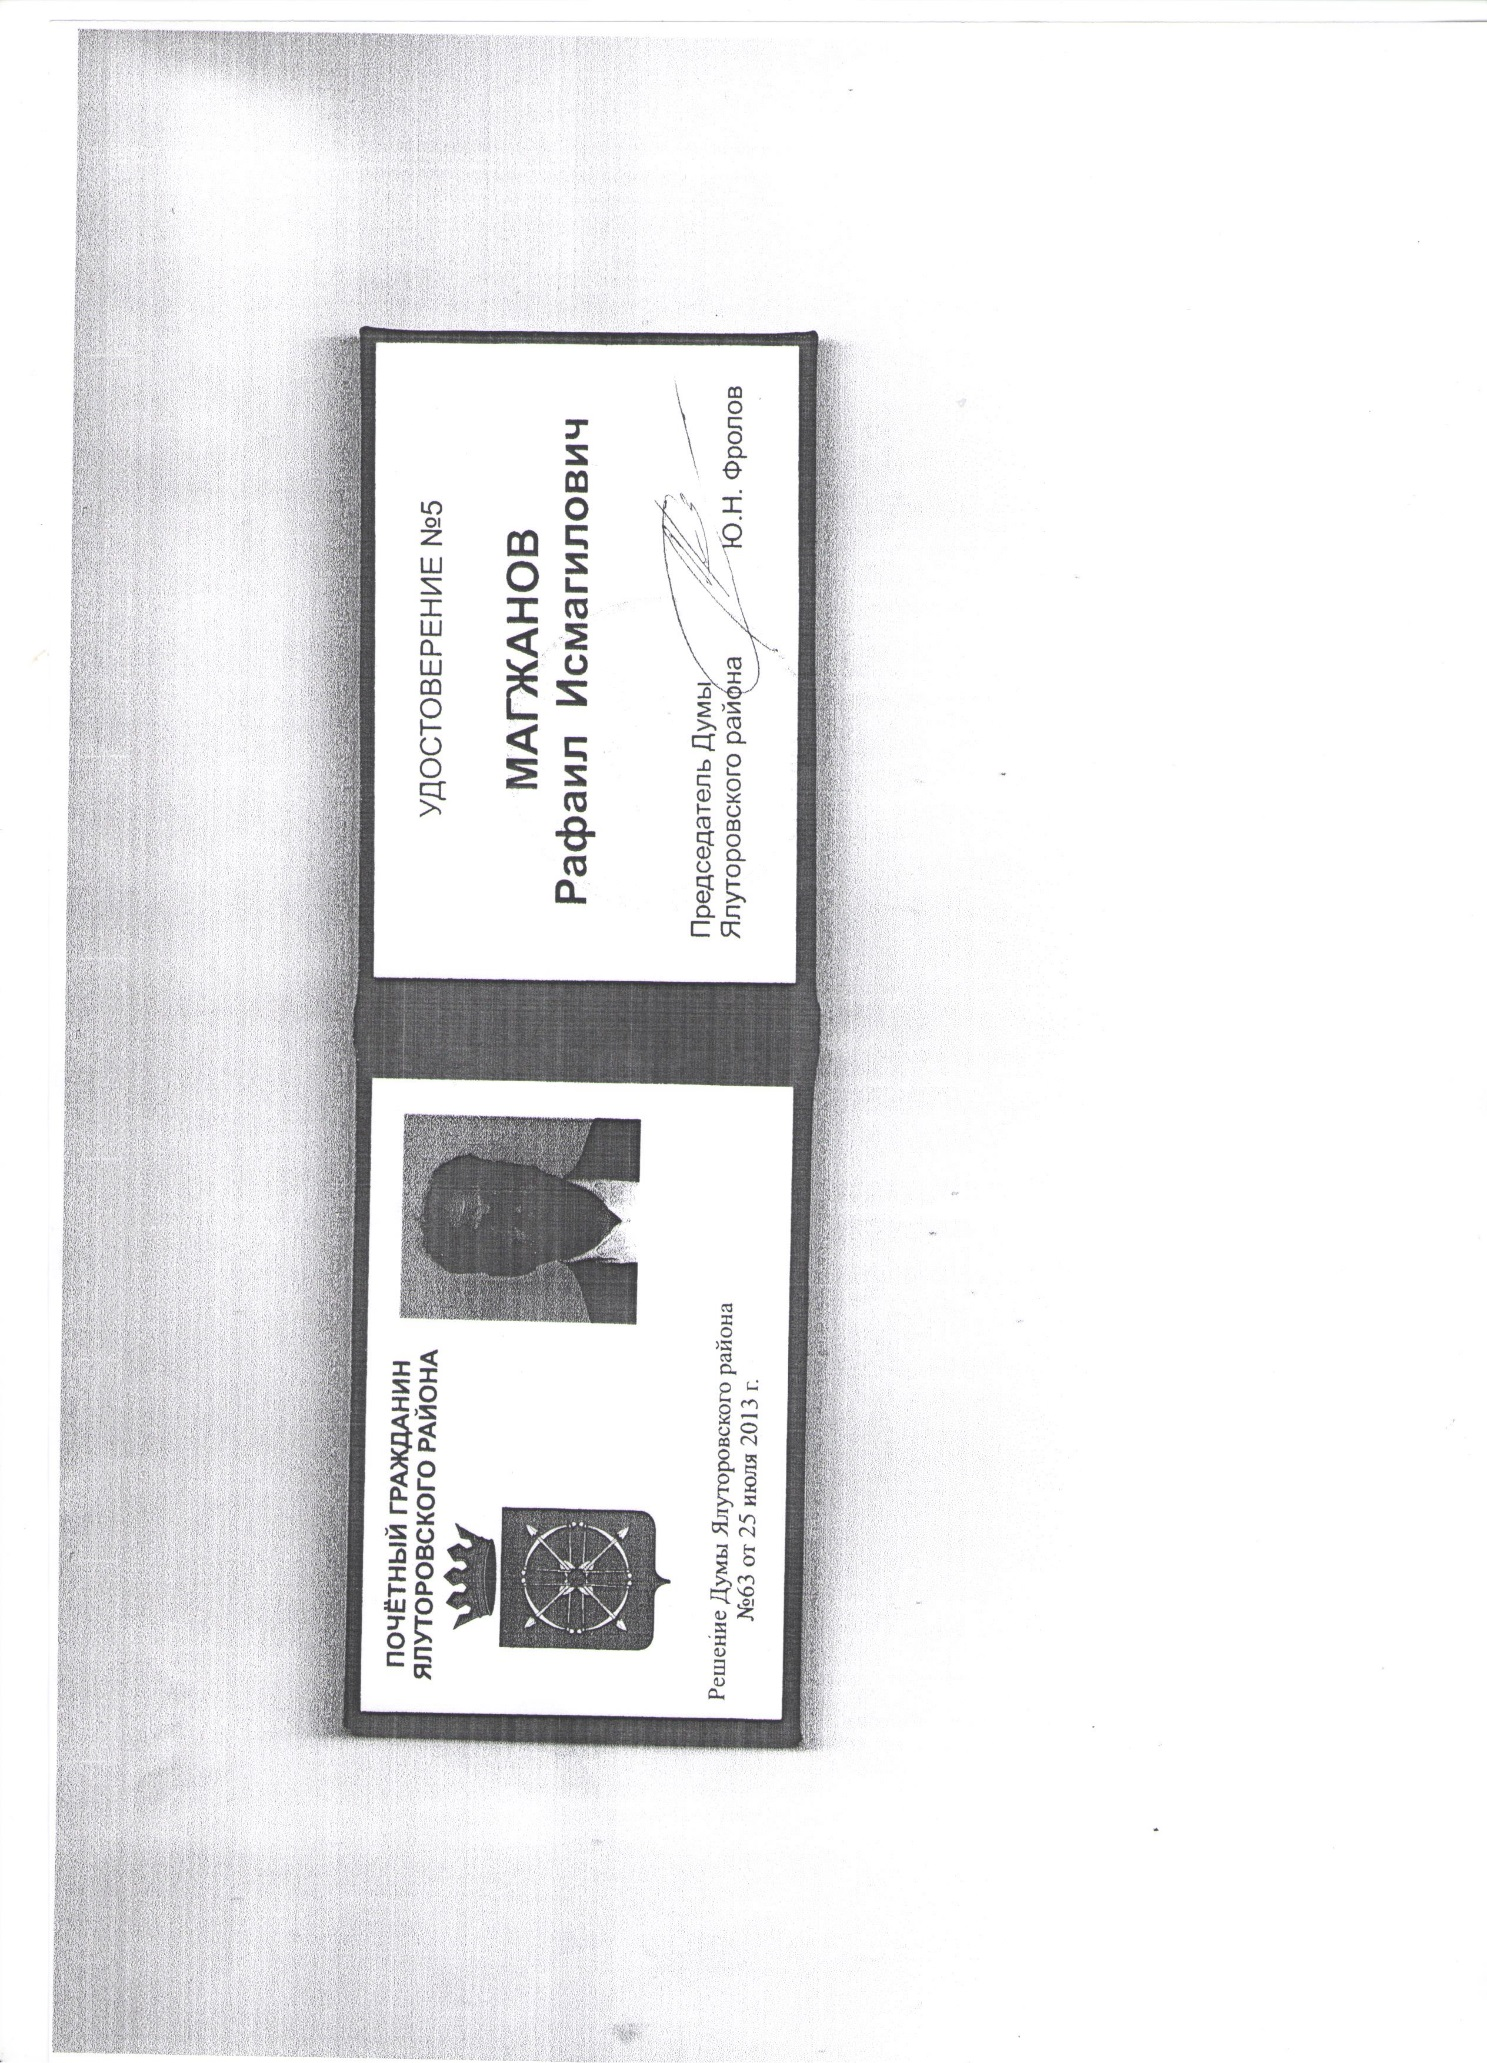 ПОЧЁТНЫЙ ГРАЖДАНИН
ЯЛУТОРОВСКОГО РАЙОНА
Решение Думы Ялуторовского района
№63 от 25 июля 2013 г.
УДОСТОВЕРЕНИЕ №5
МАГЖАНОВ
Рафаил Исмагилович
Председатель Думы
Ялуторовского района Ю.Н. Фролов